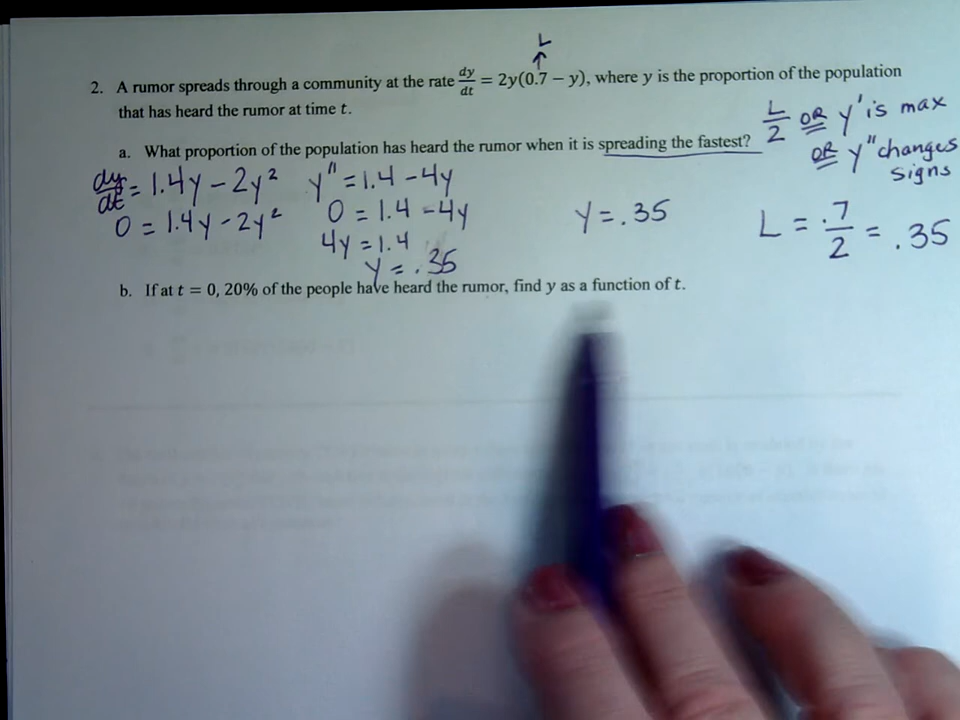 L
↑
2. A rumor spreads through a community at the rate dy/dt = 2y(0.7 − y), where y is the proportion of the population
that has heard the rumor at time t.
a. What proportion of the population has heard the rumor when it is spreading the fastest?
L/2 OR y' is max
OR y" changes
signs
dy/dt = 1.4y − 2y²
0 = 1.4y − 2y²
y" = 1.4 − 4y
0 = 1.4 − 4y
4y = 1.4
y = .35
y = .35
L = .7/2 = .35
b. If at t = 0, 20% of the people have heard the rumor, find y as a function of t.